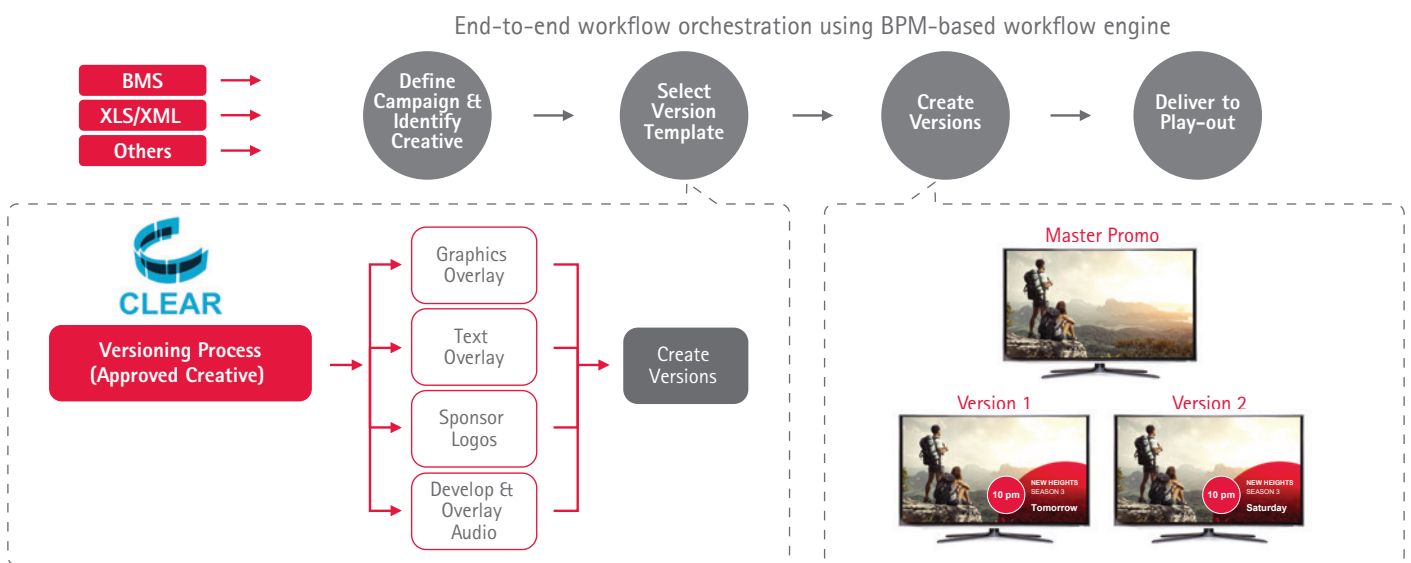 End-to-end workflow orchestration using BPM-based workflow engine
BMS
XLS/XML
Others
Define
Campaign &
Identify
Creative
Select
Version
Template
Create
Versions
Deliver to
Play-out
CLEAR
Versioning Process
(Approved Creative)
Graphics
Overlay
Text
Overlay
Sponsor
Logos
Develop &
Overlay
Audio
Create
Versions
Master Promo
Version 1
10 pm
NEW HEIGHTS
SEASON 3
Tomorrow
Version 2
10 pm
NEW HEIGHTS
SEASON 3
Saturday